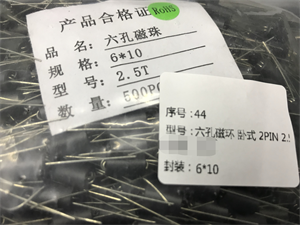 产品合格证 RoHS
品名: 六孔磁珠
规格: 6*10
型号: 2.5T
数量: 500PC
序号:44
型号:六孔磁环 卧式 2PIN 2.
封装:6*10